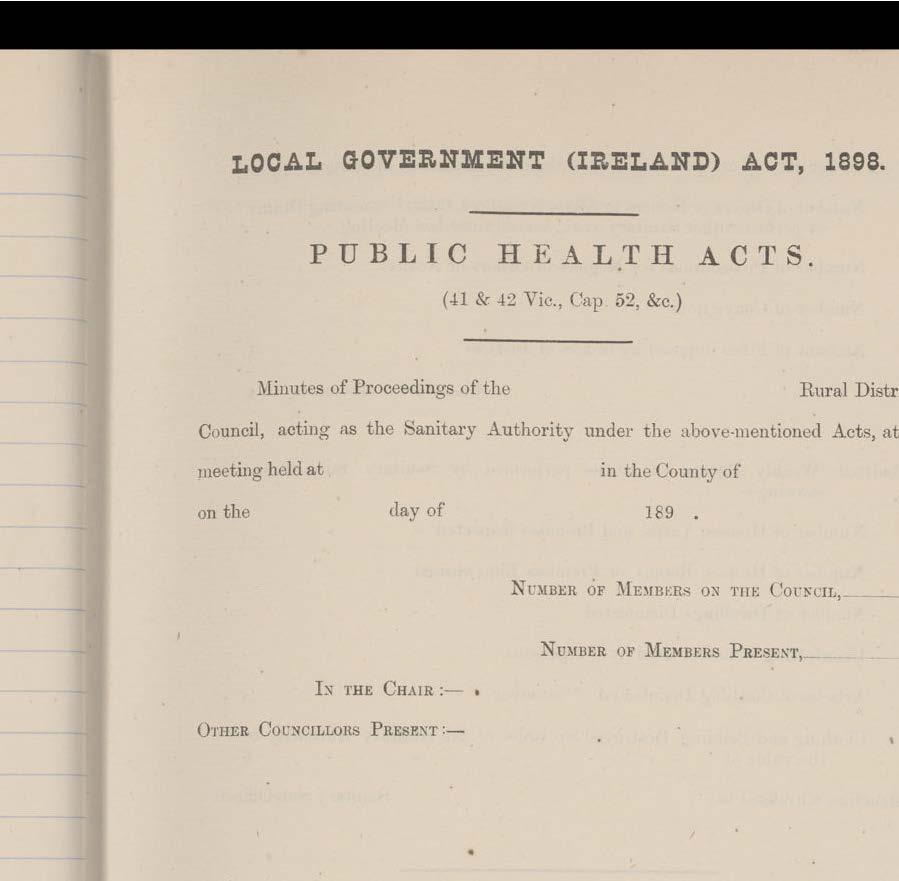 LOCAL GOVERNMENT (IRELAND) ACT, 1898.
PUBLIC HEALTH ACTS.
(41 & 42 Vic., Cap. 52, &c.)
Minutes of Proceedings of the Rural Distr
Council, acting as the Sanitary Authority under the above-mentioned Acts, at
meeting held at in the County of
on the day of 189 .
NUMBER OF MEMBERS ON THE COUNCIL,
NUMBER OF MEMBERS PRESENT,
IN THE CHAIR :—
OTHER COUNCILLORS PRESENT :—